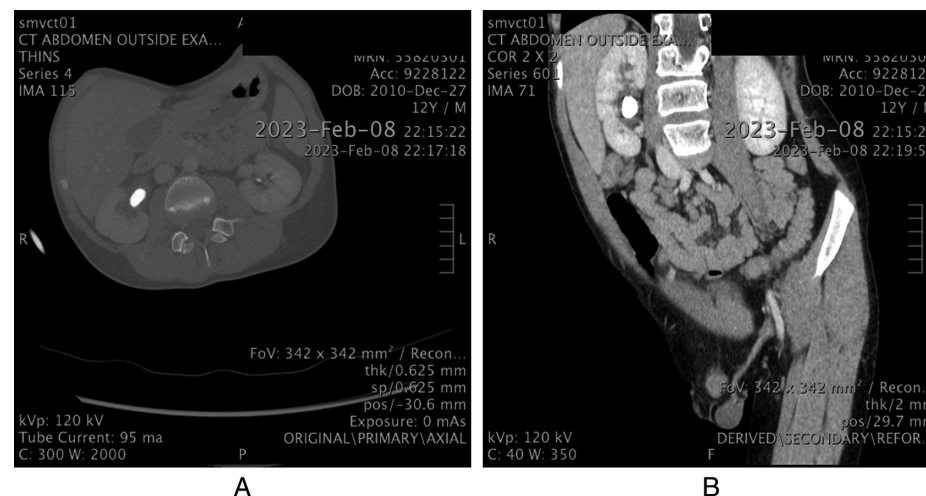 smvct01
CT ABDOMEN OUTSIDE EXA...
THINS
Series 4
IMA 115
A
Acc: 9228122
DOB: 2010-Dec-27
12Y / M
2023-Feb-08 22:15:22
2023-Feb-08 22:17:18
R
L
FoV: 342 x 342 mm² / Recon...
thk/0.625 mm
sp/0.625 mm
pos/-30.6 mm
Exposure: 0 mAs
ORIGINAL\PRIMARY\AXIAL
kVp: 120 kV
Tube Current: 95 ma
C: 300 W: 2000
P
A
smvct01
CT ABDOMEN OUTSIDE EXA...
COR 2 X 2
Series 601
IMA 71
Acc: 9228122
DOB: 2010-Dec-2
12Y / M
2023-Feb-08 22:15:2
2023-Feb-08 22:19:5
R
FoV: 342 x 342 mm² / Recon.
thk/2 mm
pos/29.7 mm
DERIVED\SECONDARY\REFOR..
kVp: 120 kV
C: 40 W: 350
F
B